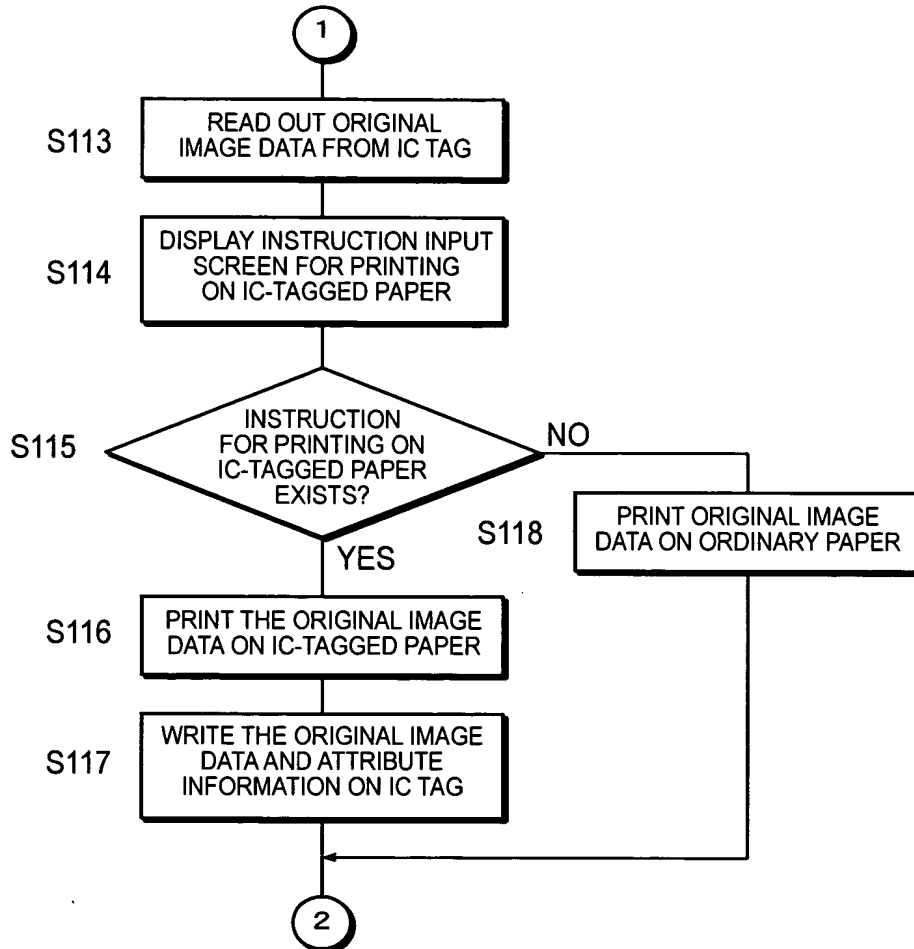 1
S113
READ OUT ORIGINAL
IMAGE DATA FROM IC TAG
S114
DISPLAY INSTRUCTION INPUT
SCREEN FOR PRINTING
ON IC-TAGGED PAPER
S115
INSTRUCTION
FOR PRINTING ON
IC-TAGGED PAPER
EXISTS?
NO
YES
S118
PRINT ORIGINAL IMAGE
DATA ON ORDINARY PAPER
S116
PRINT THE ORIGINAL IMAGE
DATA ON IC-TAGGED PAPER
S117
WRITE THE ORIGINAL IMAGE
DATA AND ATTRIBUTE
INFORMATION ON IC TAG
2